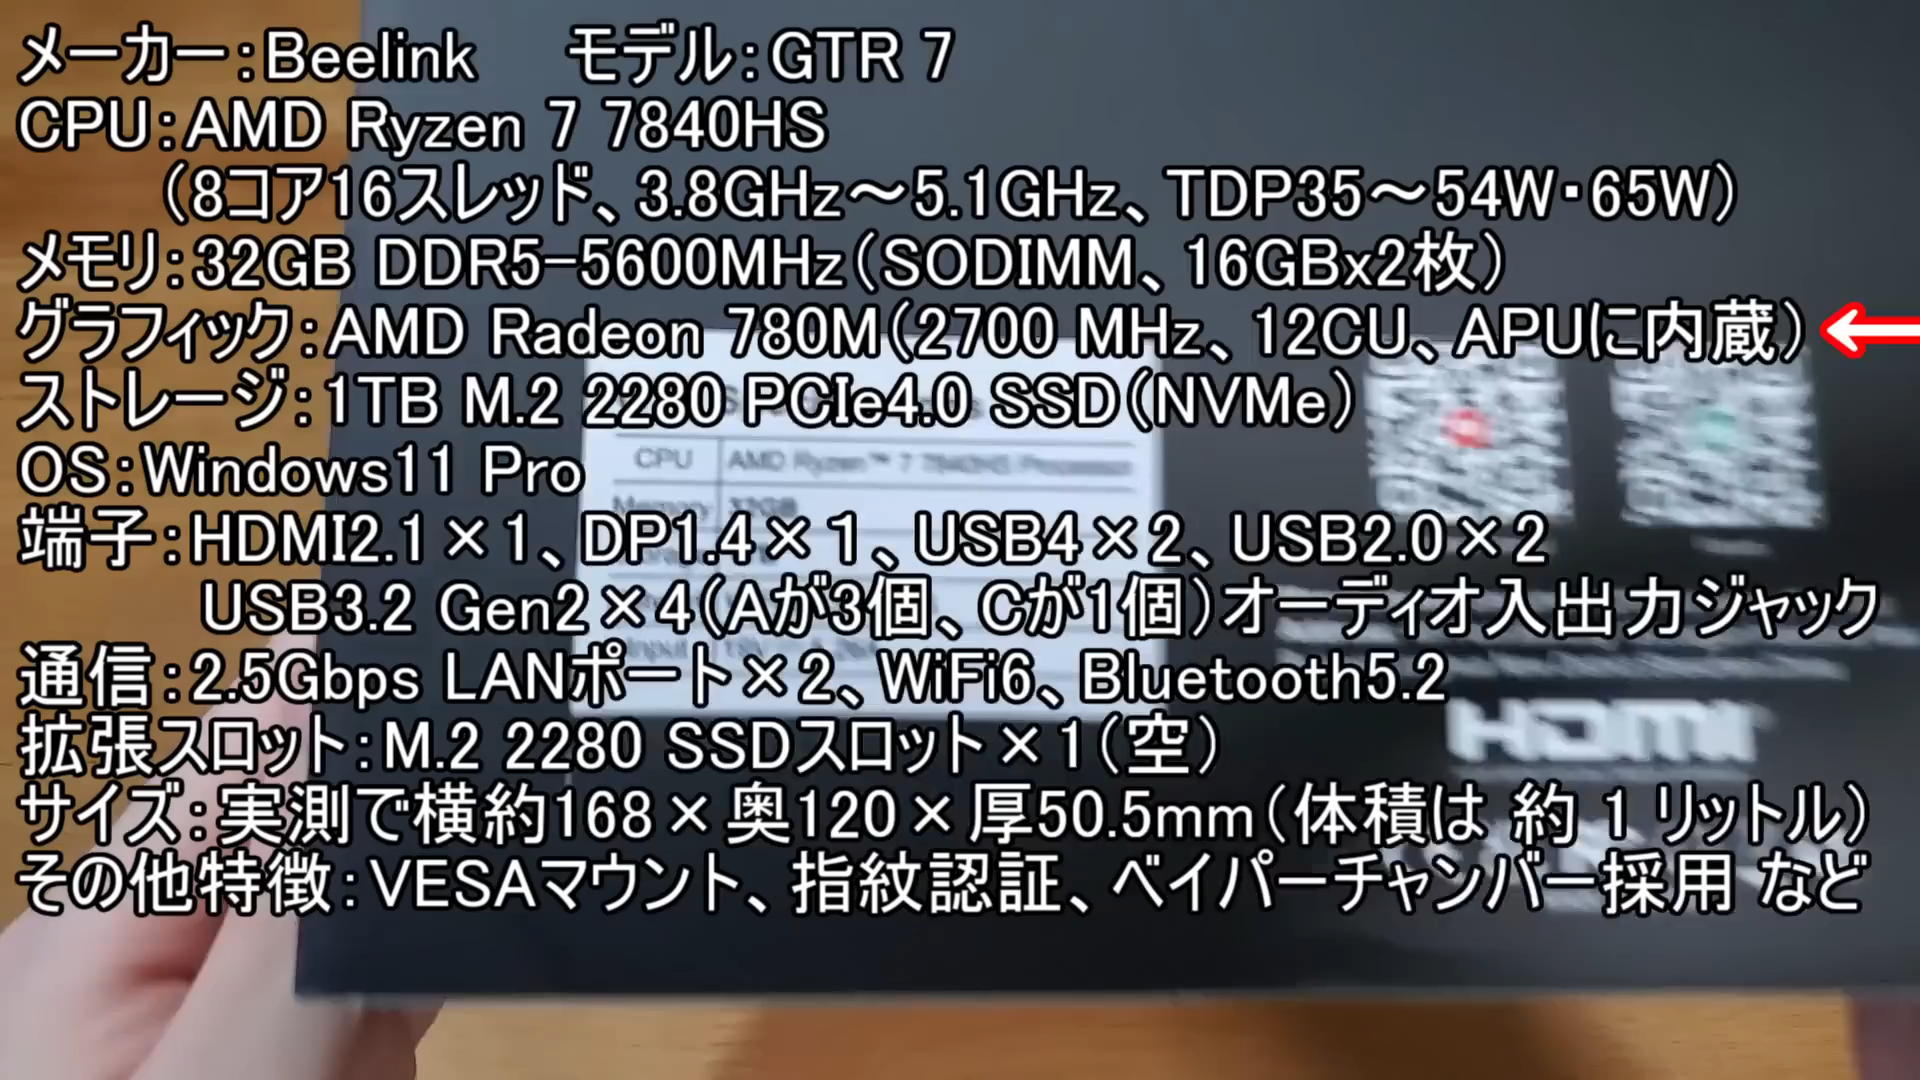 メーカー：Beelink　モデル：GTR 7
CPU：AMD Ryzen 7 7840HS
（8コア16スレッド、3.8GHz～5.1GHz、TDP35～54W・65W）
メモリ：32GB DDR5-5600MHz（SODIMM、16GBx2枚）
グラフィック：AMD Radeon 780M（2700 MHz、12CU、APUに内蔵）
ストレージ：1TB M.2 2280 PCIe4.0 SSD（NVMe）
OS：Windows11 Pro
CPU AMD Ryzen™ 7 7840HS Processor
Memory 32GB
端子：HDMI2.1×1、DP1.4×1、USB4×2、USB2.0×2
USB3.2 Gen2×4（Aが3個、Cが1個）オーディオ入出力ジャック
通信：2.5Gbps LANポート×2、WiFi6、Bluetooth5.2
HDMI
拡張スロット：M.2 2280 SSDスロット×1（空）
サイズ：実測で横約168×奥120×厚50.5mm（体積は 約 1 リットル）
その他特徴：VESAマウント、指紋認証、ベイパーチャンバー採用 など